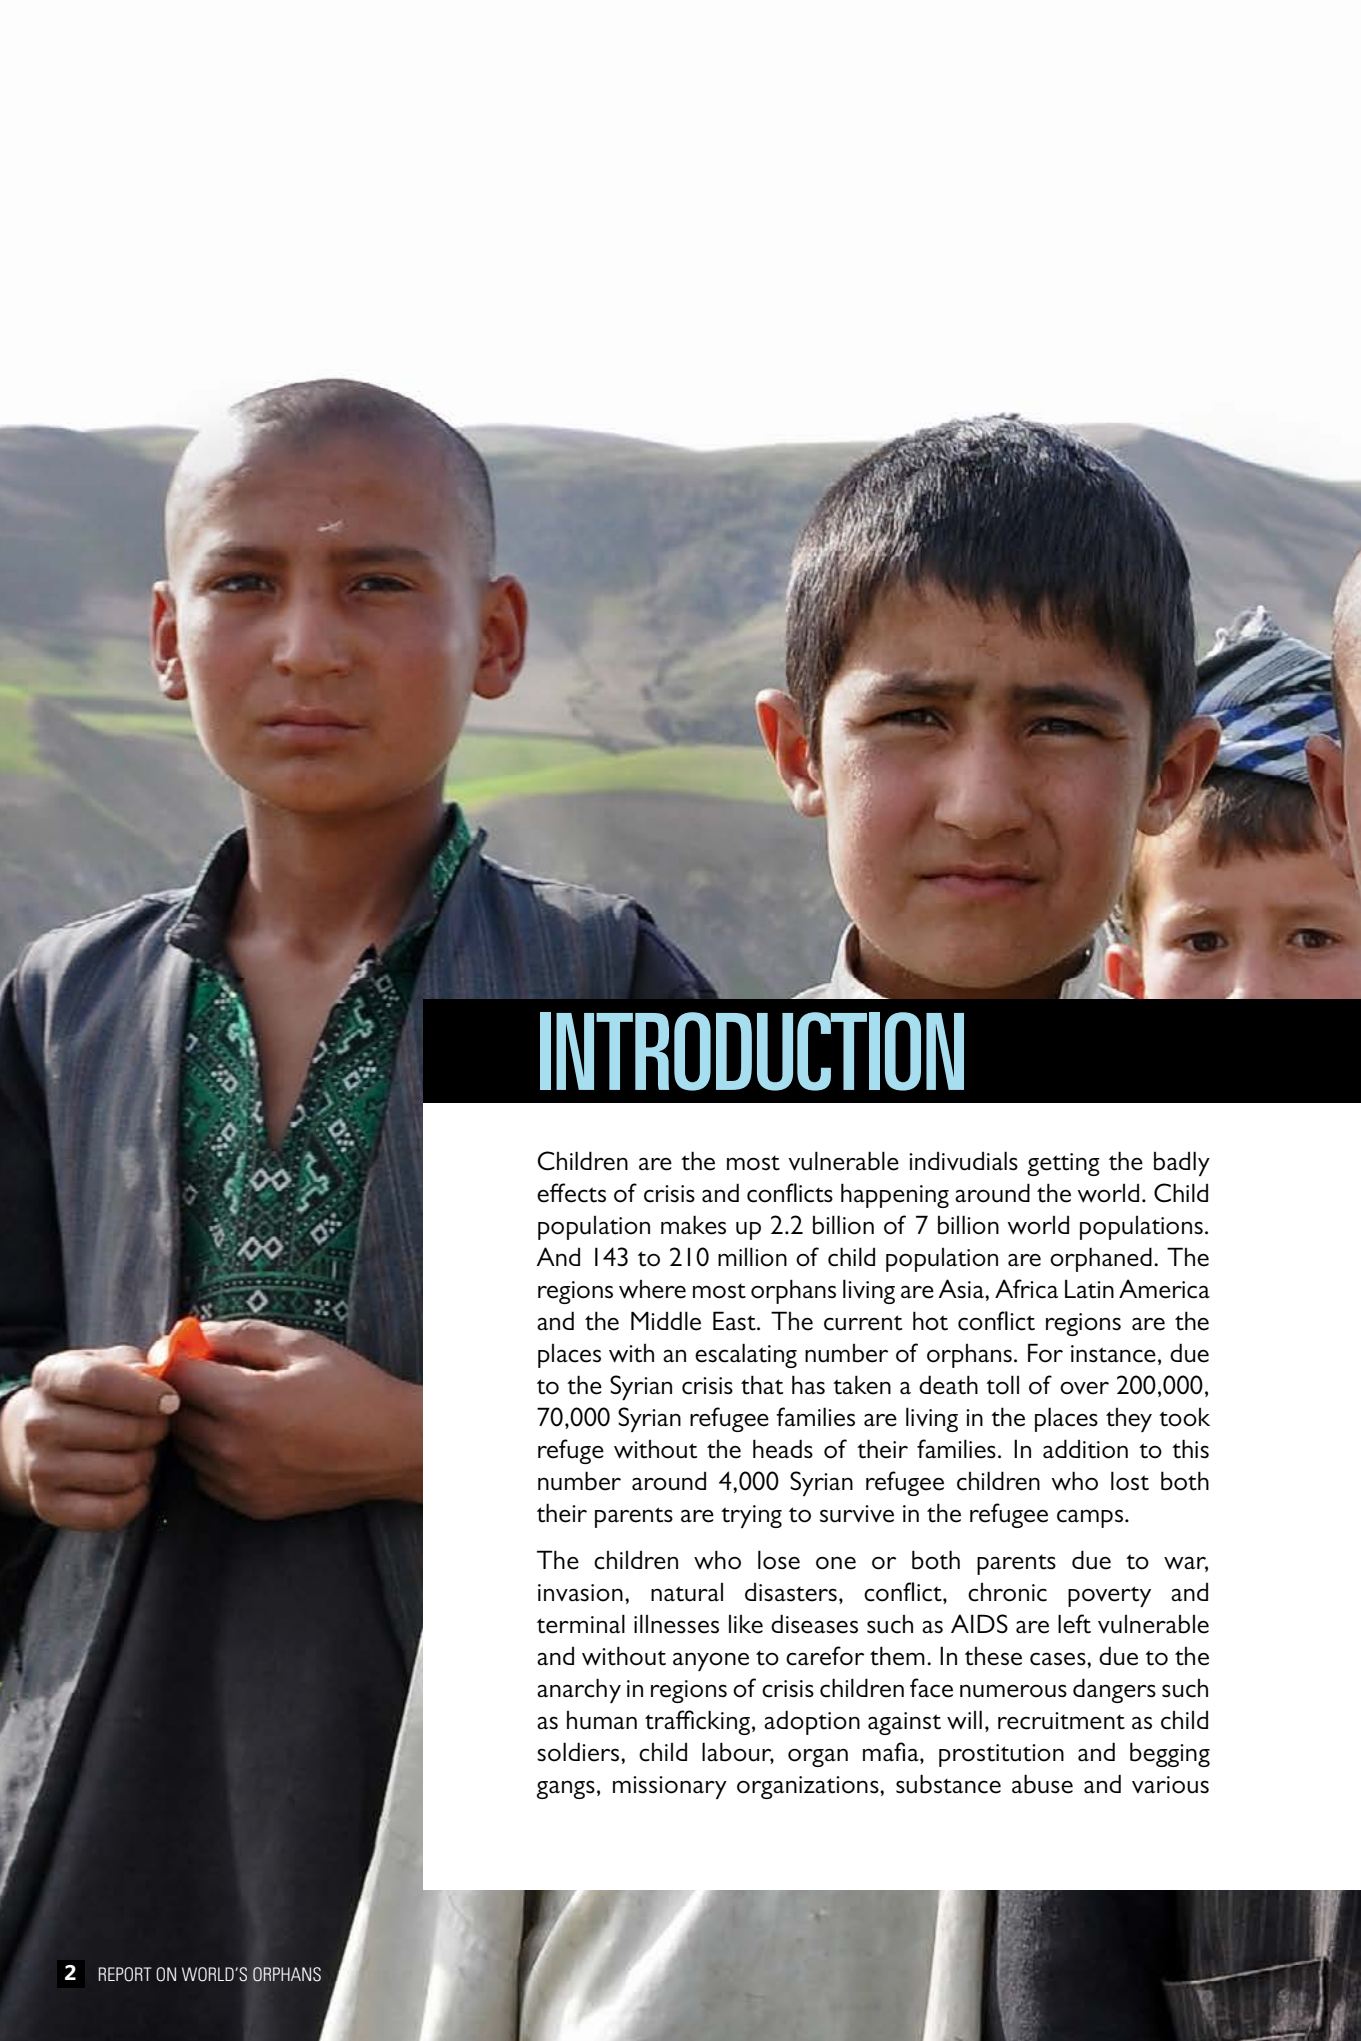 INTRODUCTION
Children are the most vulnerable indivudials getting the badly
effects of crisis and conflicts happening around the world. Child
population makes up 2.2 billion of 7 billion world populations.
And 143 to 210 million of child population are orphaned. The
regions where most orphans living are Asia, Africa Latin America
and the Middle East. The current hot conflict regions are the
places with an escalating number of orphans. For instance, due
to the Syrian crisis that has taken a death toll of over 200,000,
70,000 Syrian refugee families are living in the places they took
refuge without the heads of their families. In addition to this
number around 4,000 Syrian refugee children who lost both
their parents are trying to survive in the refugee camps.
The children who lose one or both parents due to war,
invasion, natural disasters, conflict, chronic poverty and
terminal illnesses like diseases such as AIDS are left vulnerable
and without anyone to carefor them. In these cases, due to the
anarchy in regions of crisis children face numerous dangers such
as human trafficking, adoption against will, recruitment as child
soldiers, child labour, organ mafia, prostitution and begging
gangs, missionary organizations, substance abuse and various
2 REPORT ON WORLD'S ORPHANS